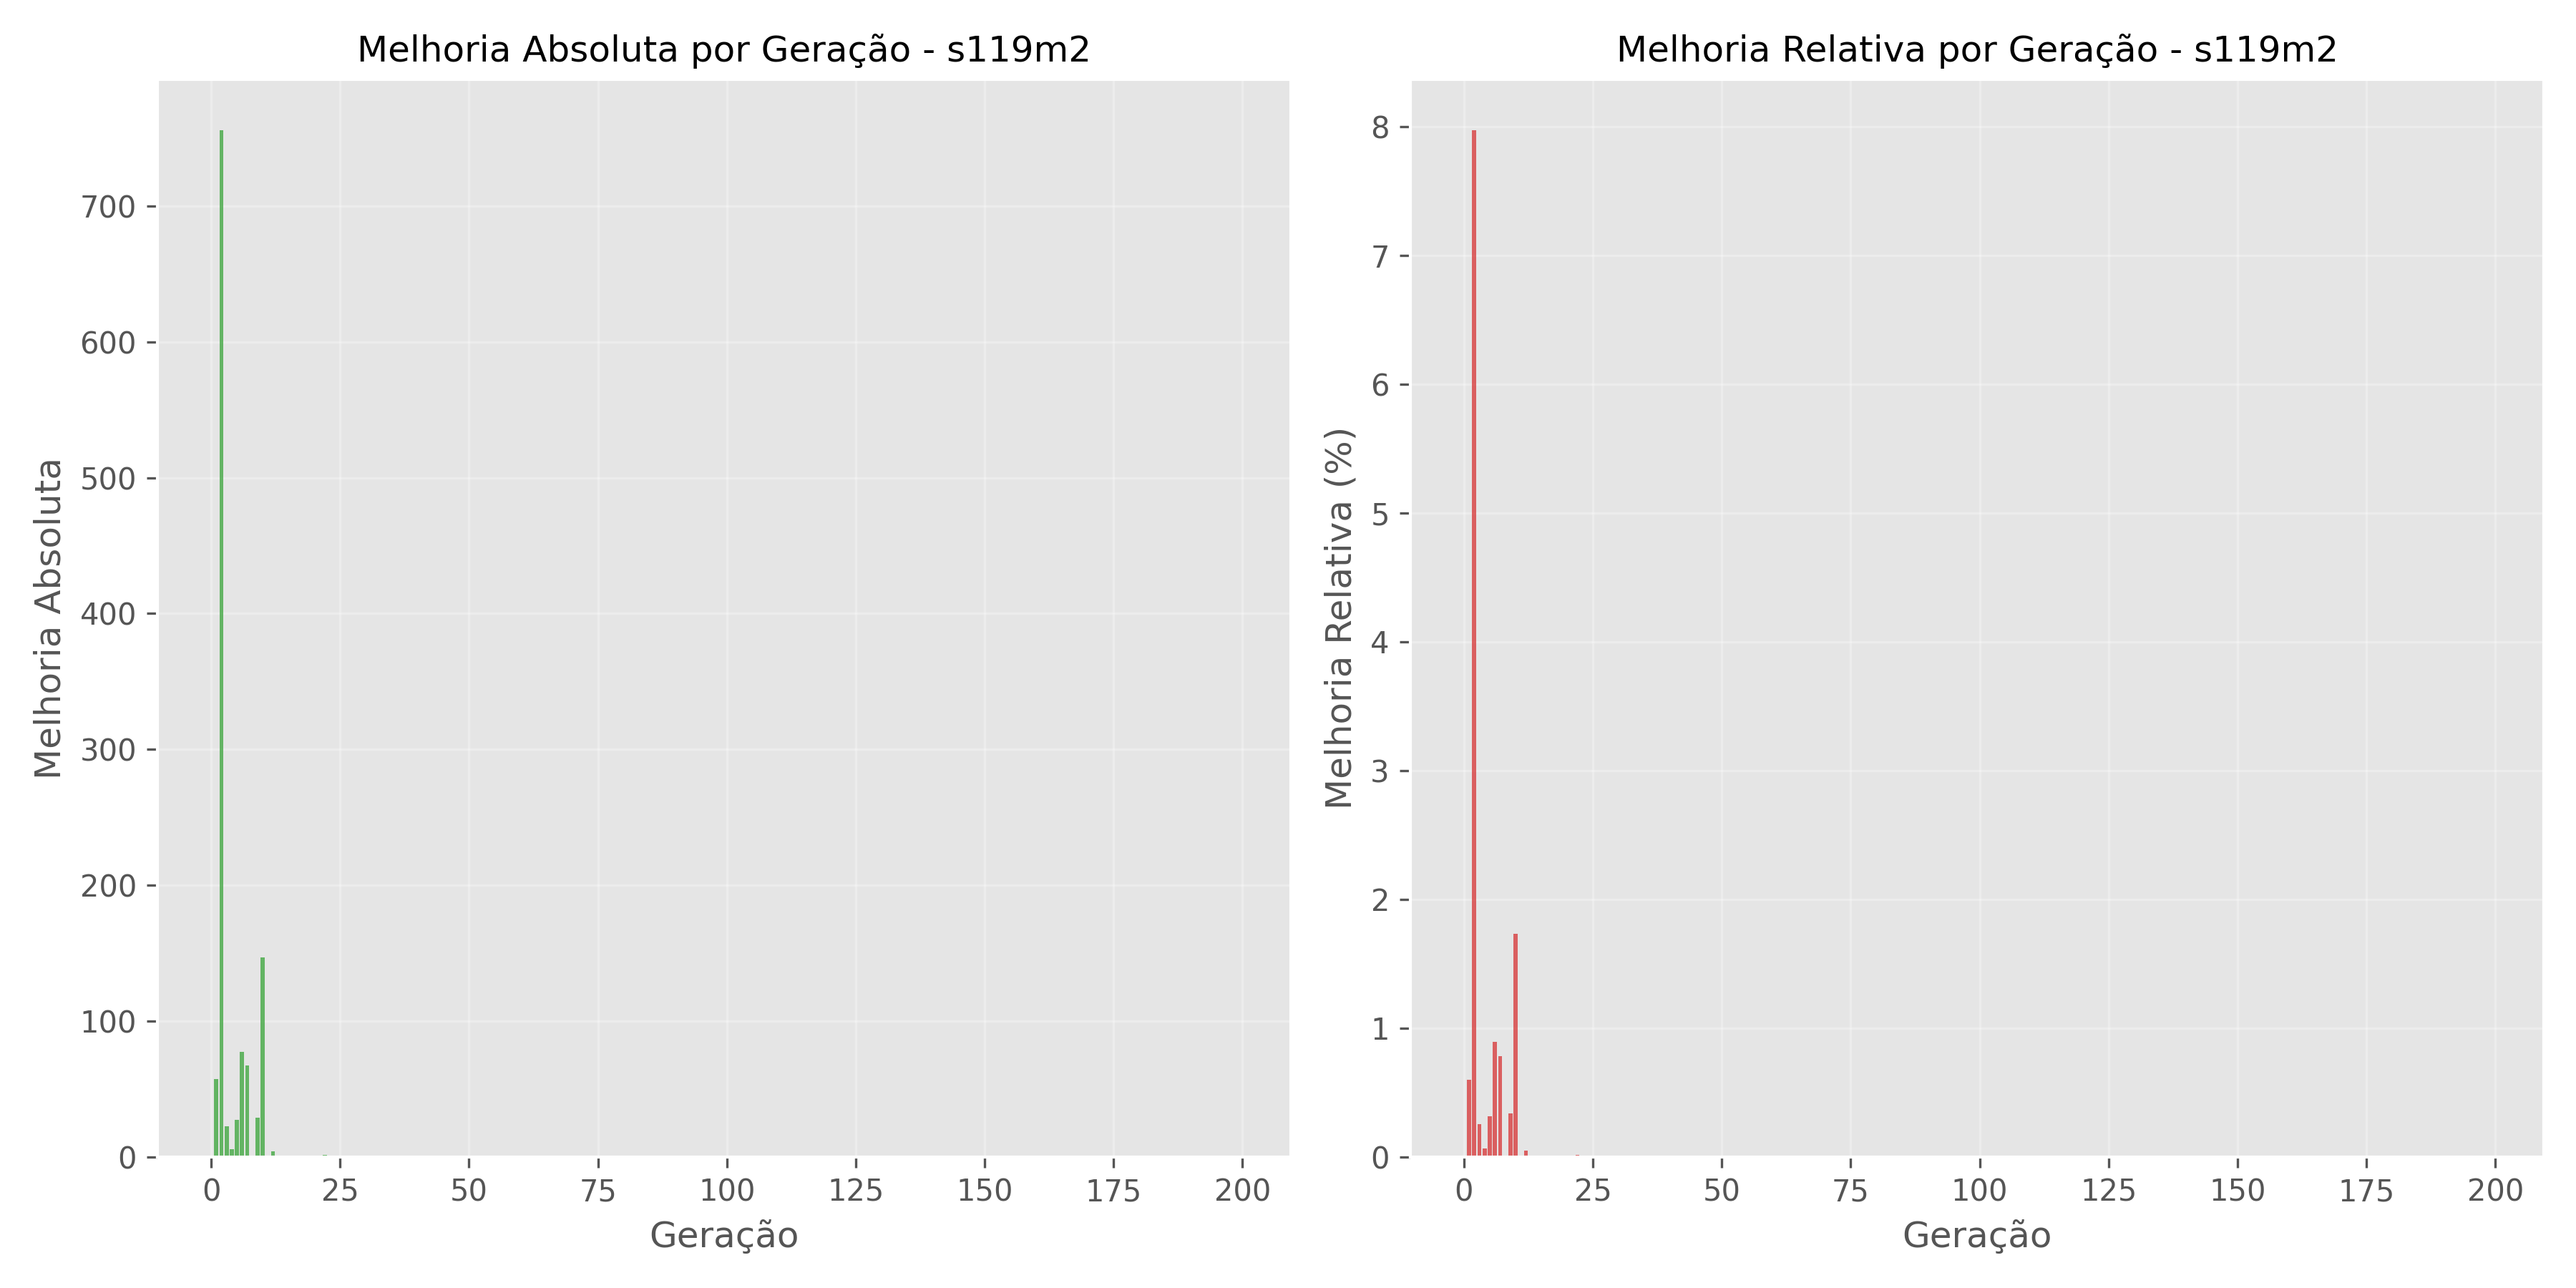 Melhoria Absoluta por Geração - s119m2
Melhoria Absoluta
700
600
500
400
300
200
100
0
0 25 50 75 100 125 150 175 200
Geração
Melhoria Relativa por Geração - s119m2
Melhoria Relativa (%)
8
7
6
5
4
3
2
1
0
0 25 50 75 100 125 150 175 200
Geração